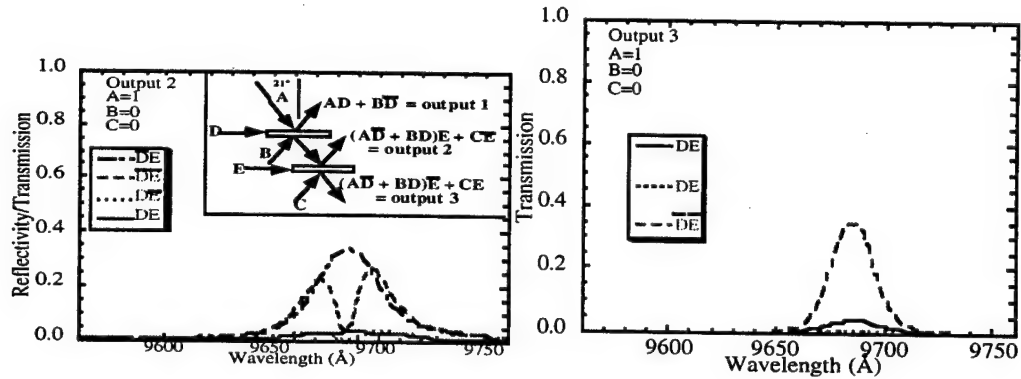 Output 2
A=1
B=0
C=0
DE
DE
DE
DE
21°
A
AD + BD̅ = output 1
D
(AD̅ + BD)E + CE̅
= output 2
B
E
(AD̅ + BD)E̅ + CE
= output 3
C
Reflectivity/Transmission
1.0
0.8
0.6
0.4
0.2
0.0
9600
9650
9700
9750
Wavelength (Å)
Output 3
A=1
B=0
C=0
DE
DE
DE
Transmission
1.0
0.8
0.6
0.4
0.2
0.0
9600
9650
9700
9750
Wavelength (Å)